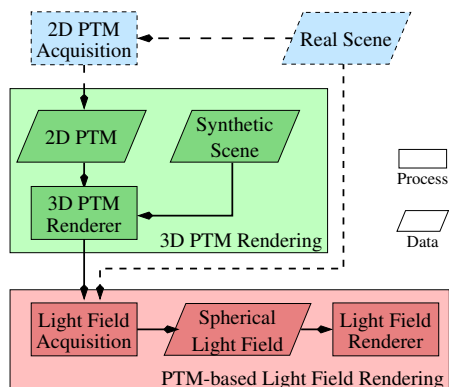 2D PTM
Acquisition
Real Scene
2D PTM
Synthetic
Scene
3D PTM
Renderer
3D PTM Rendering
Process
Data
Light Field
Acquisition
Spherical
Light Field
Light Field
Renderer
PTM-based Light Field Rendering